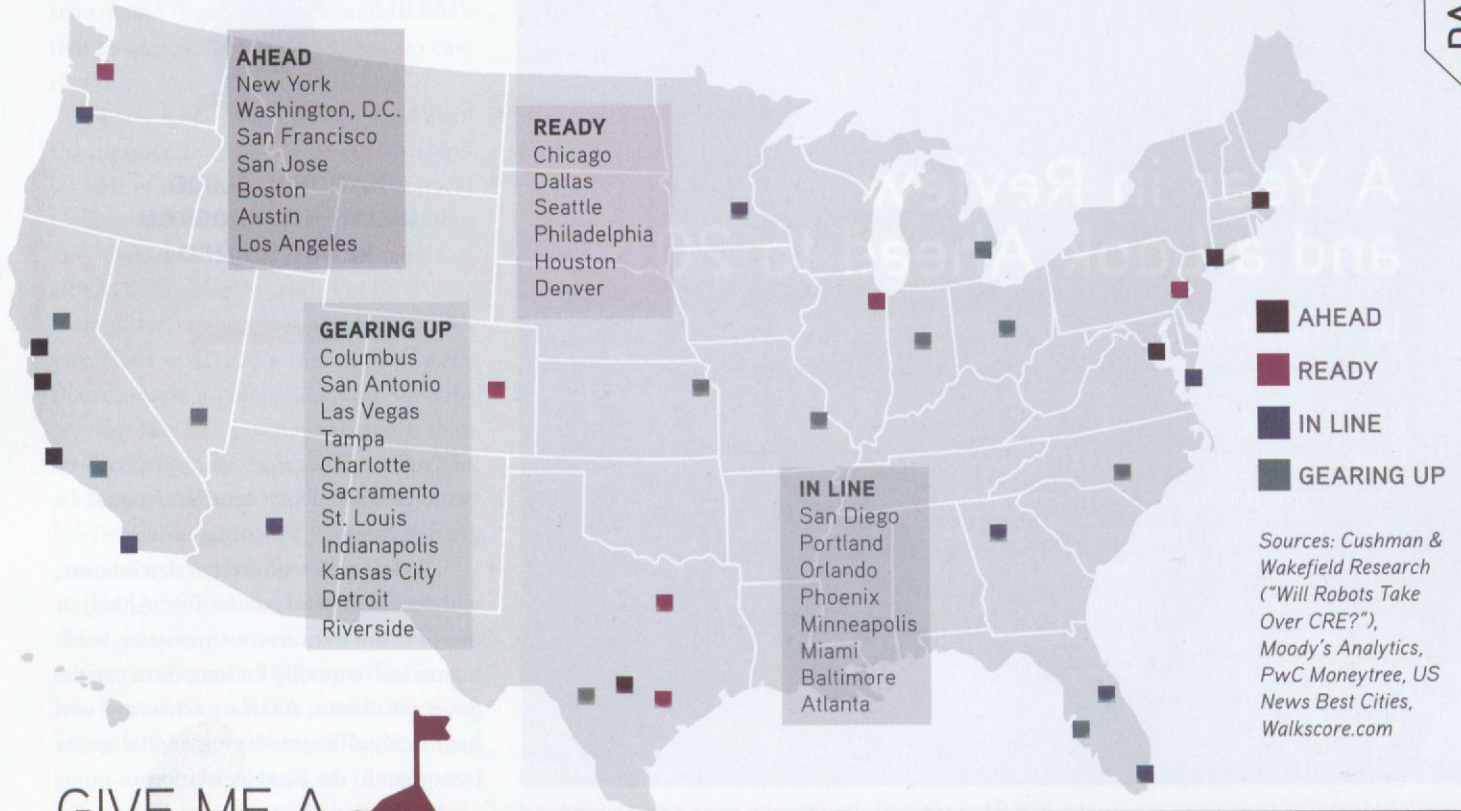 AHEAD
New York
Washington, D.C.
San Francisco
San Jose
Boston
Austin
Los Angeles
READY
Chicago
Dallas
Seattle
Philadelphia
Houston
Denver
GEARING UP
Columbus
San Antonio
Las Vegas
Tampa
Charlotte
Sacramento
St. Louis
Indianapolis
Kansas City
Detroit
Riverside
IN LINE
San Diego
Portland
Orlando
Phoenix
Minneapolis
Miami
Baltimore
Atlanta
AHEAD
READY
IN LINE
GEARING UP
Sources: Cushman &
Wakefield Research
("Will Robots Take
Over CRE?"),
Moody's Analytics,
PwC Moneytree, US
News Best Cities,
Walkscore.com
GIVE ME A